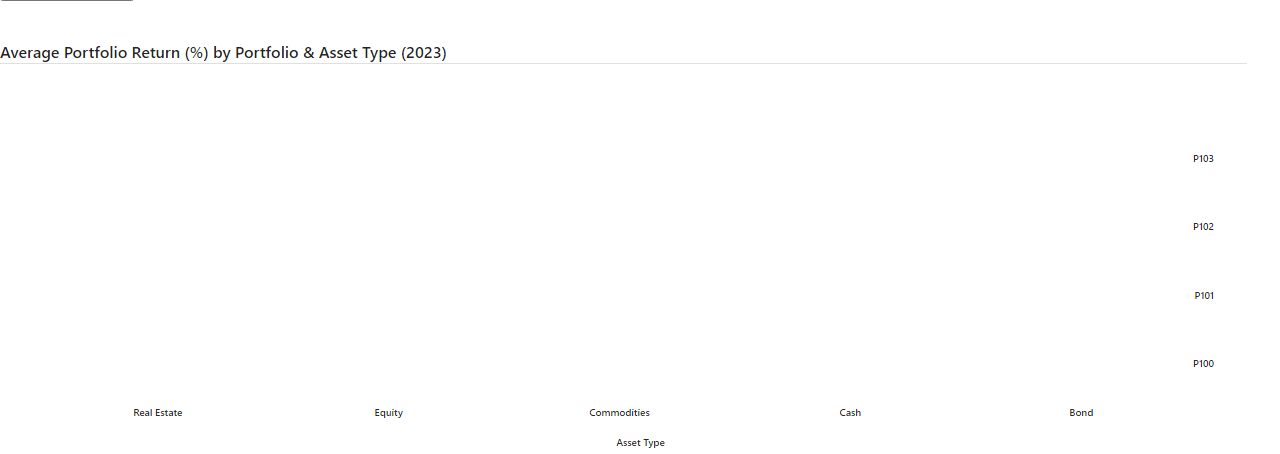 Average Portfolio Return (%) by Portfolio & Asset Type (2023)
P103
P102
P101
P100
Real Estate Equity Commodities Cash Bond
Asset Type